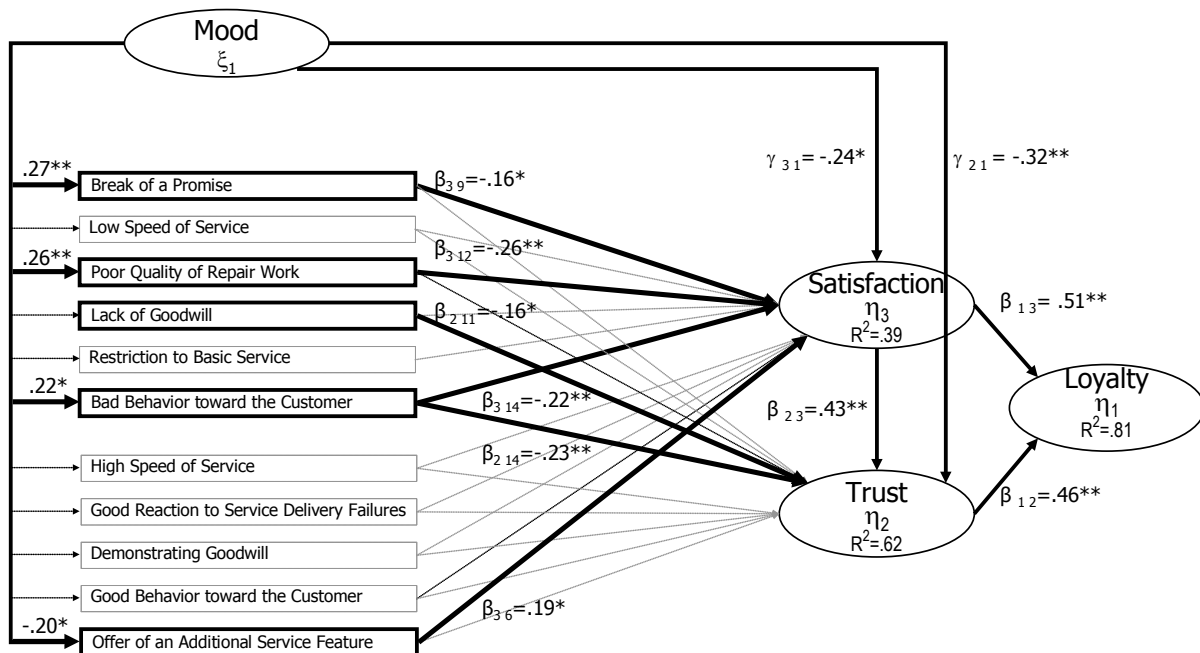 Mood
ξ1
γ 3 1= -.24*
γ 2 1 = -.32**
.27**
Break of a Promise
β3 9=-.16*
Low Speed of Service
β3 12=-.26**
.26**
Poor Quality of Repair Work
Lack of Goodwill
β 2 11=-.16*
Satisfaction
η3
R2=.39
β 1 3= .51**
Restriction to Basic Service
.22*
Bad Behavior toward the Customer
β3 14=-.22**
β 2 3=.43**
Loyalty
η1
R2=.81
β2 14=-.23**
High Speed of Service
Good Reaction to Service Delivery Failures
Trust
η2
R2=.62
β 1 2=.46**
Demonstrating Goodwill
Good Behavior toward the Customer
β3 6=.19*
-.20*
Offer of an Additional Service Feature